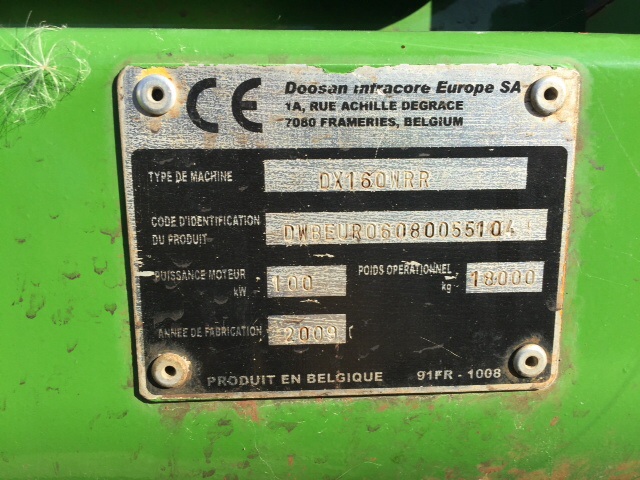 CE Doosan Infracore Europe SA
1A, RUE ACHILLE DEGRACE
7080 FRAMERIES, BELGIUM
TYPE DE MACHINE DX160WRR
CODE D'IDENTIFICATION
DU PRODUIT
PUISSANCE MOTEUR
kW 100
POIDS OPERATIONNEL
kg 18000
ANNEE DE FABRICATION 2009
PRODUIT EN BELGIQUE 91FR - 1008